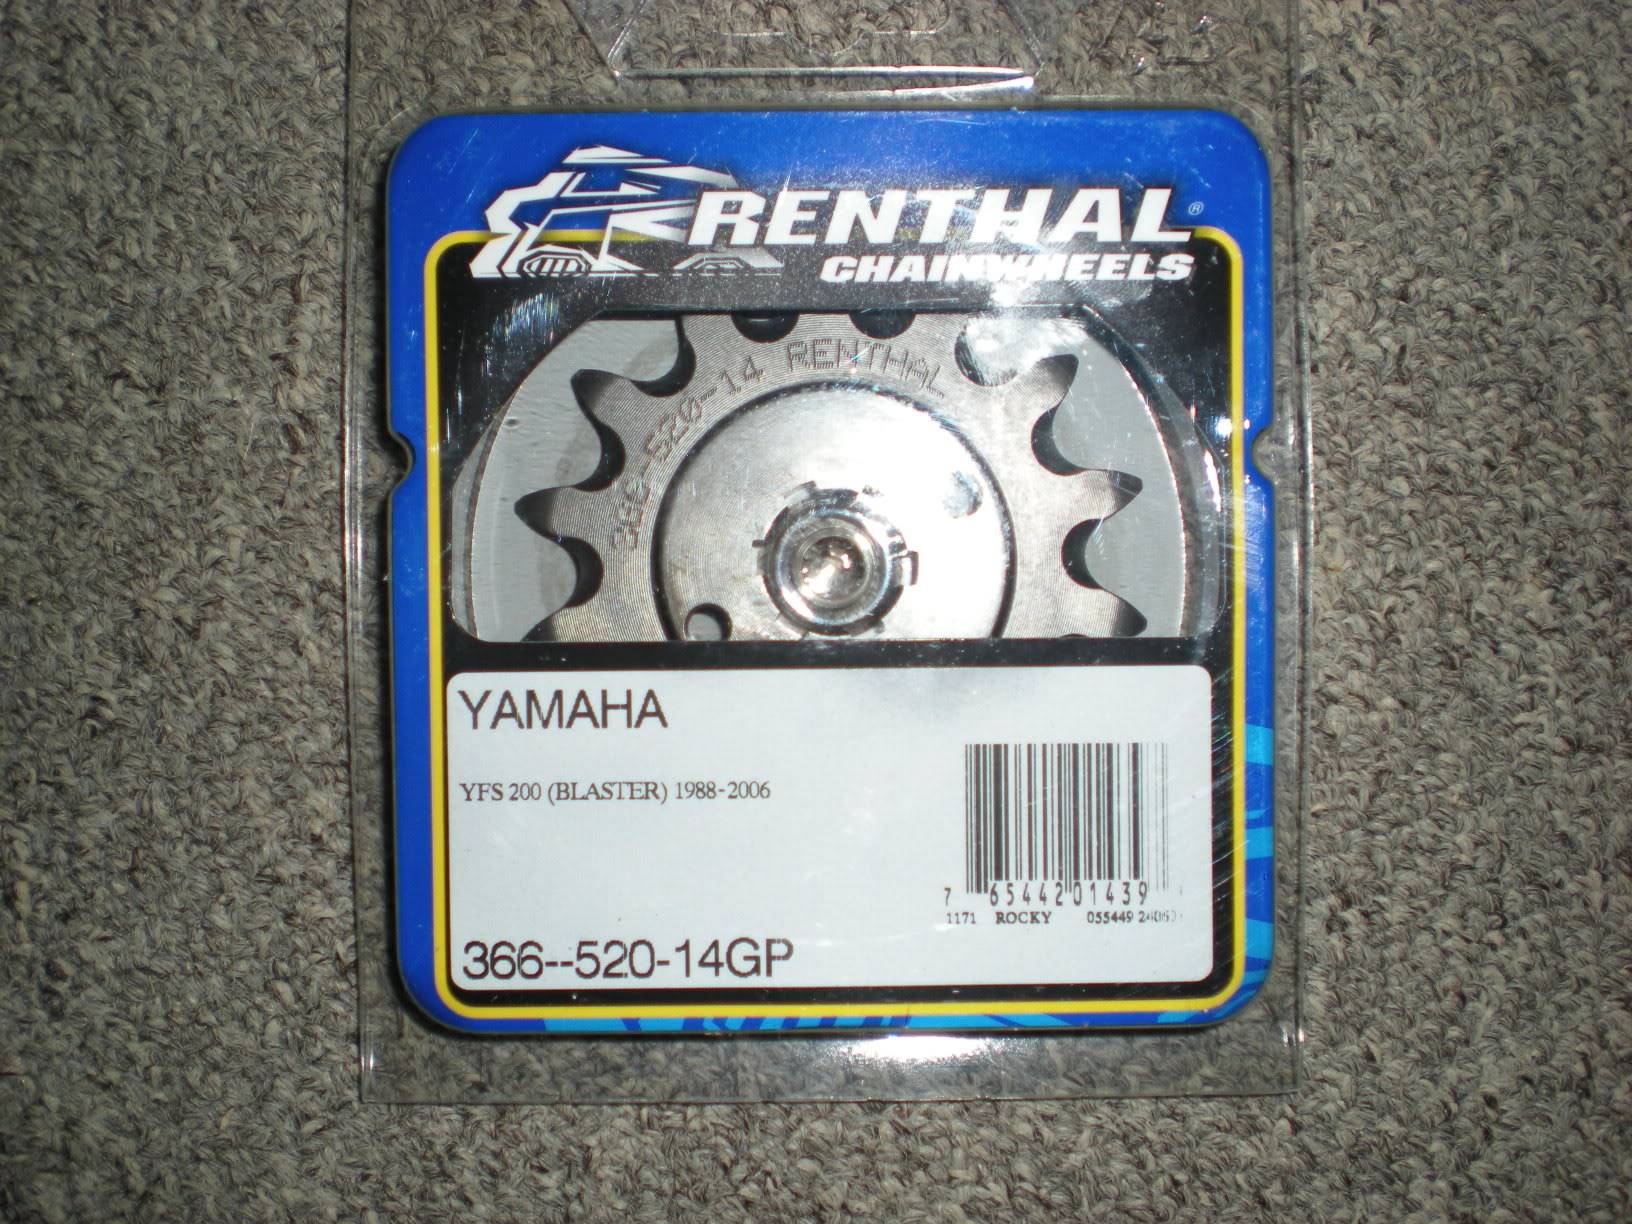 RENTHAL®
CHAINWHEELS
366-520-14 RENTHAL
YAMAHA
YFS 200 (BLASTER) 1988-2006
7 65442 01439
1171 ROCKY 055449
366--520-14GP